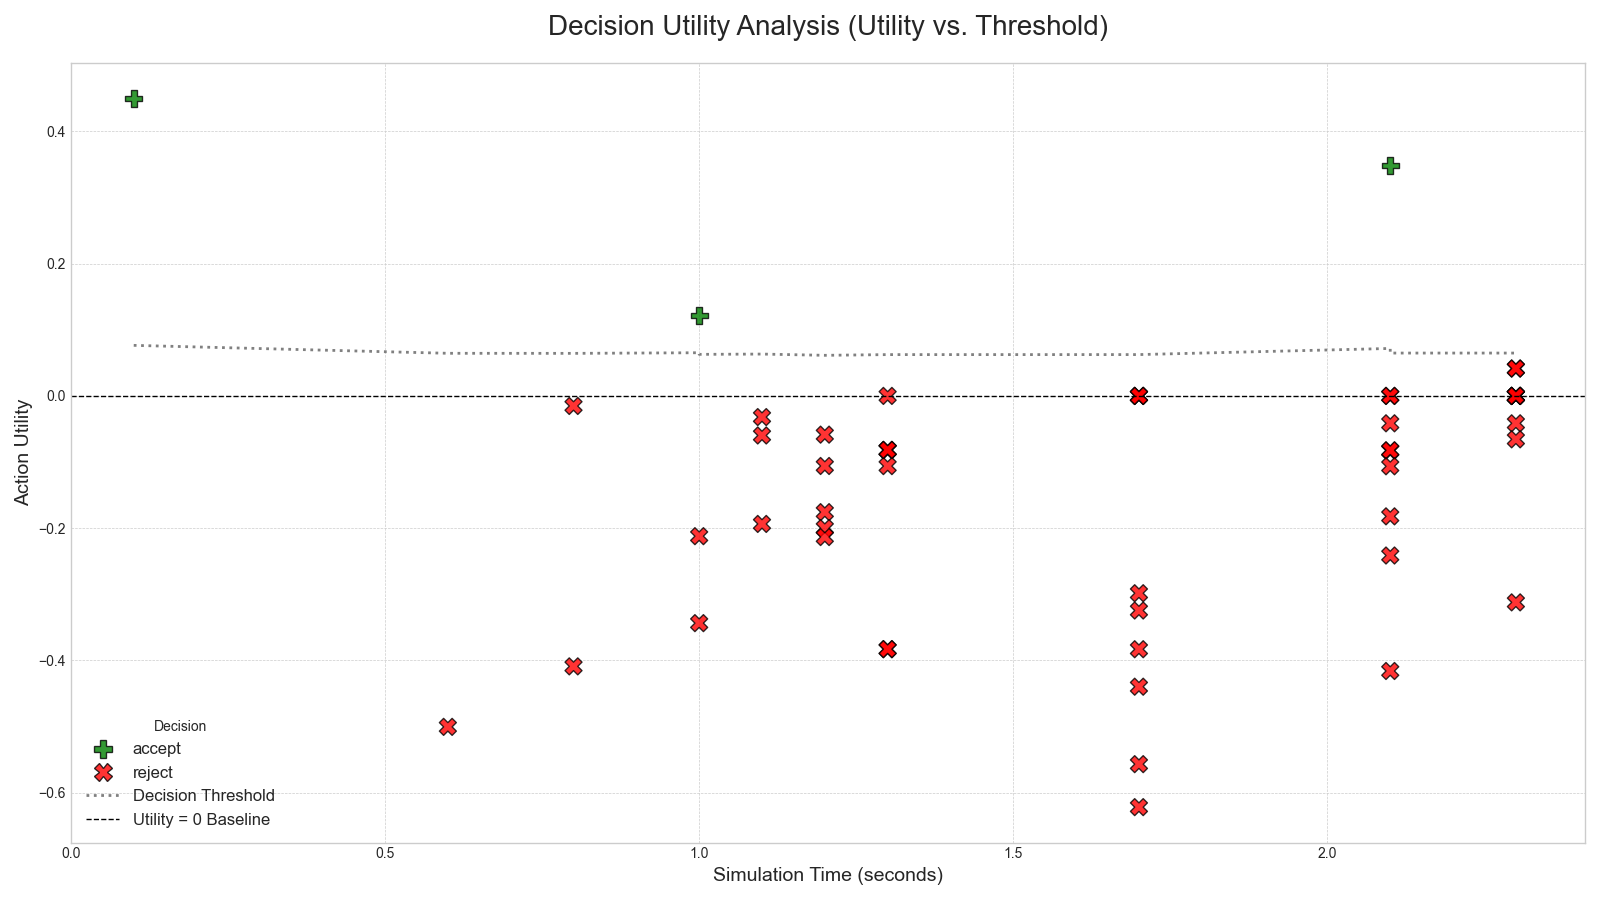 Decision Utility Analysis (Utility vs. Threshold)
Action Utility
0.4
0.2
0.0
−0.2
−0.4
−0.6
Decision
accept
reject
Decision Threshold
Utility = 0 Baseline
0.0 0.5 1.0 1.5 2.0
Simulation Time (seconds)